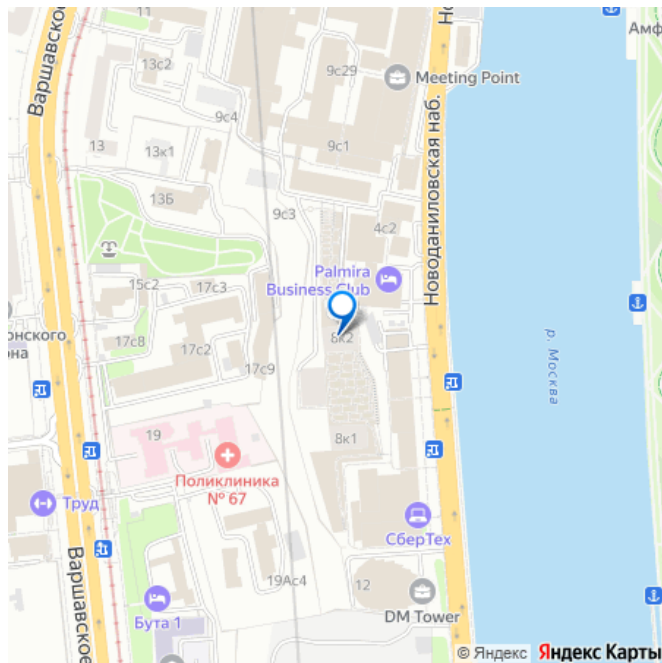 Варшавское
13с2
9с29
Meeting Point
Амф
Но
9с4
13
13к1
9с1
Новоданиловская наб.
13Б
9с3
4с2
Palmira
Business Club
15с2
17с3
8к2
онского
она
17с8
17с2
17с9
р. Москва
19
8к1
Поликлиника
№ 67
Труд
СберТех
Варшавское
19Ас4
12
Бута 1
DM Tower
© Яндекс Яндекс Карты